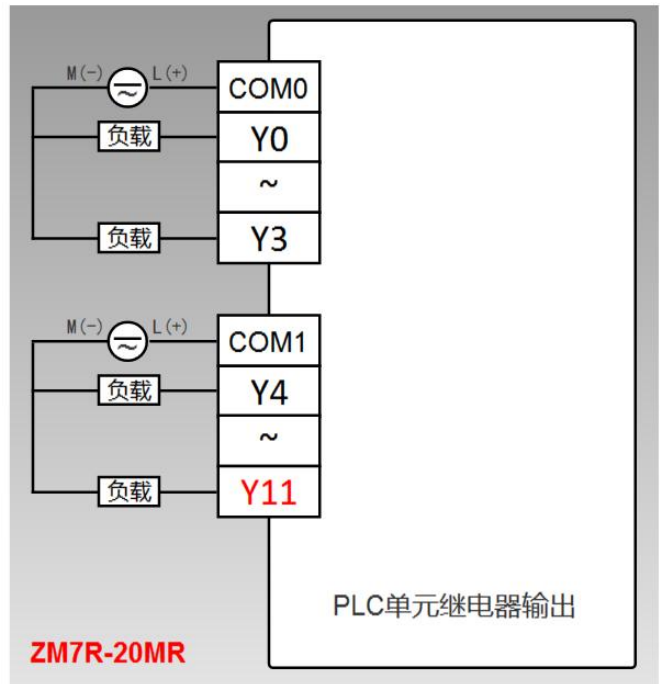 M(-) L(+) COM0
负载 Y0
~
负载 Y3
M(-) L(+) COM1
负载 Y4
~
负载 Y11
PLC单元继电器输出
ZM7R-20MR